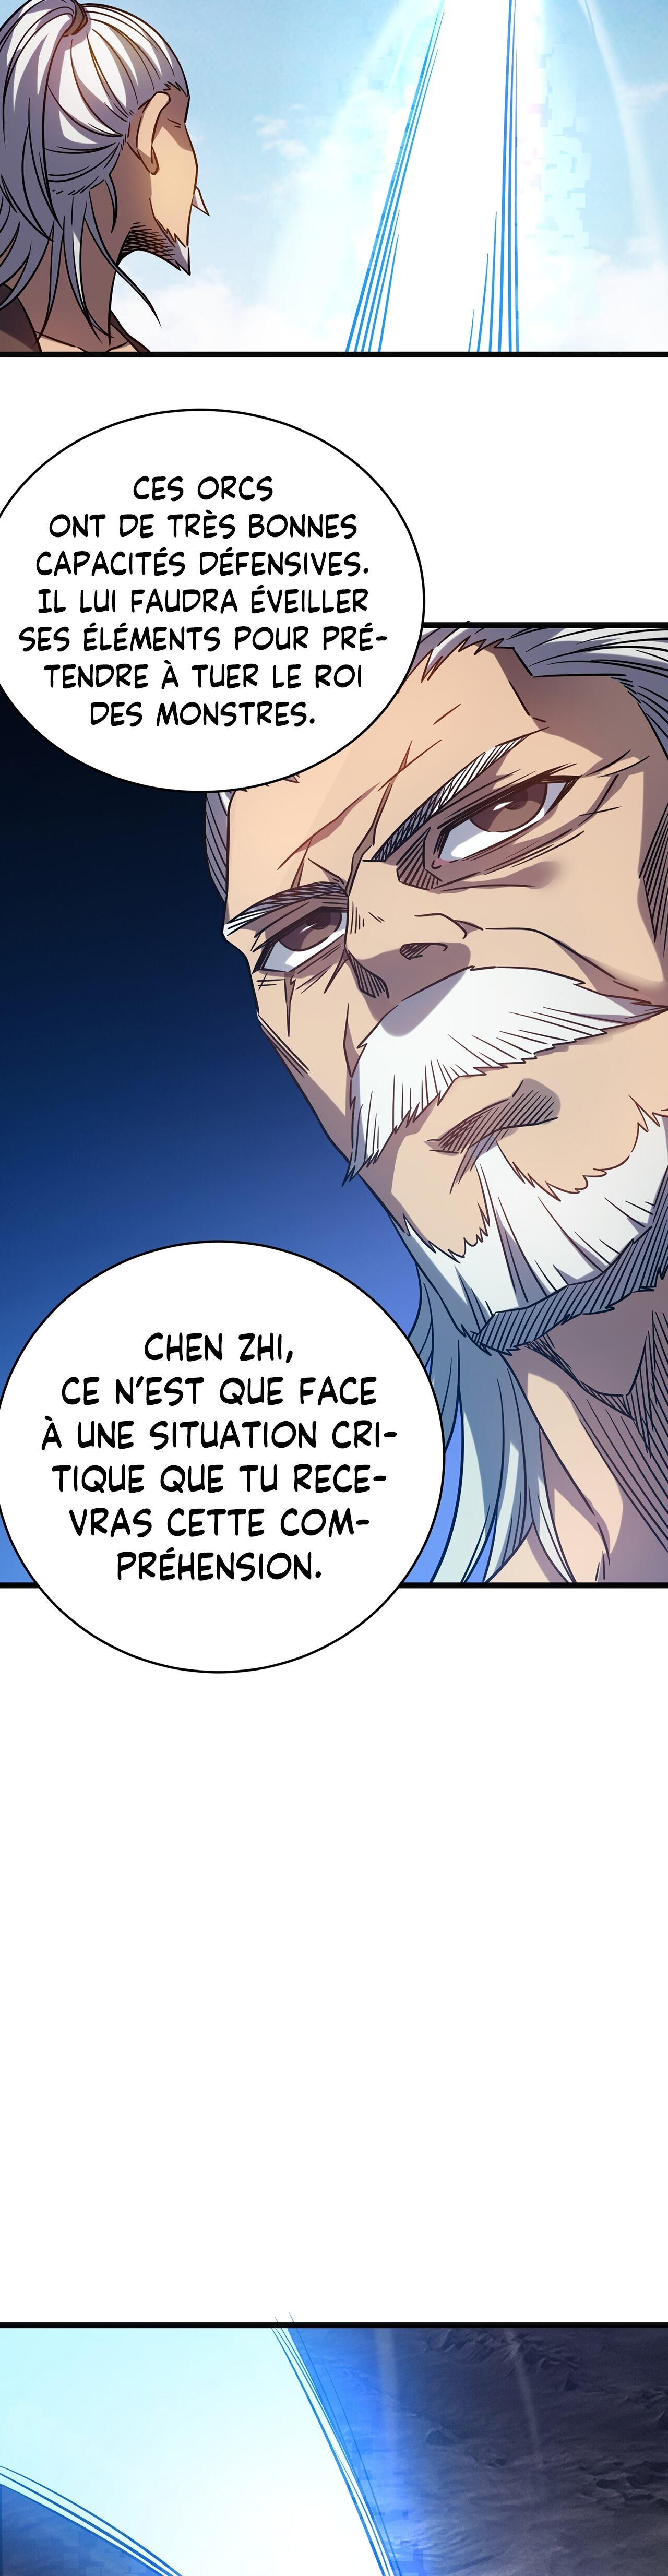 CES ORCS
ONT DE TRÈS BONNES
CAPACITÉS DÉFENSIVES.
IL LUI FAUDRA ÉVEILLER
SES ÉLÉMENTS POUR PRÉ-
TENDRE À TUER LE ROI
DES MONSTRES.
CHEN ZHI,
CE N'EST QUE FACE
À UNE SITUATION CRI-
TIQUE QUE TU RECE-
VRAS CETTE COM-
PRÉHENSION.